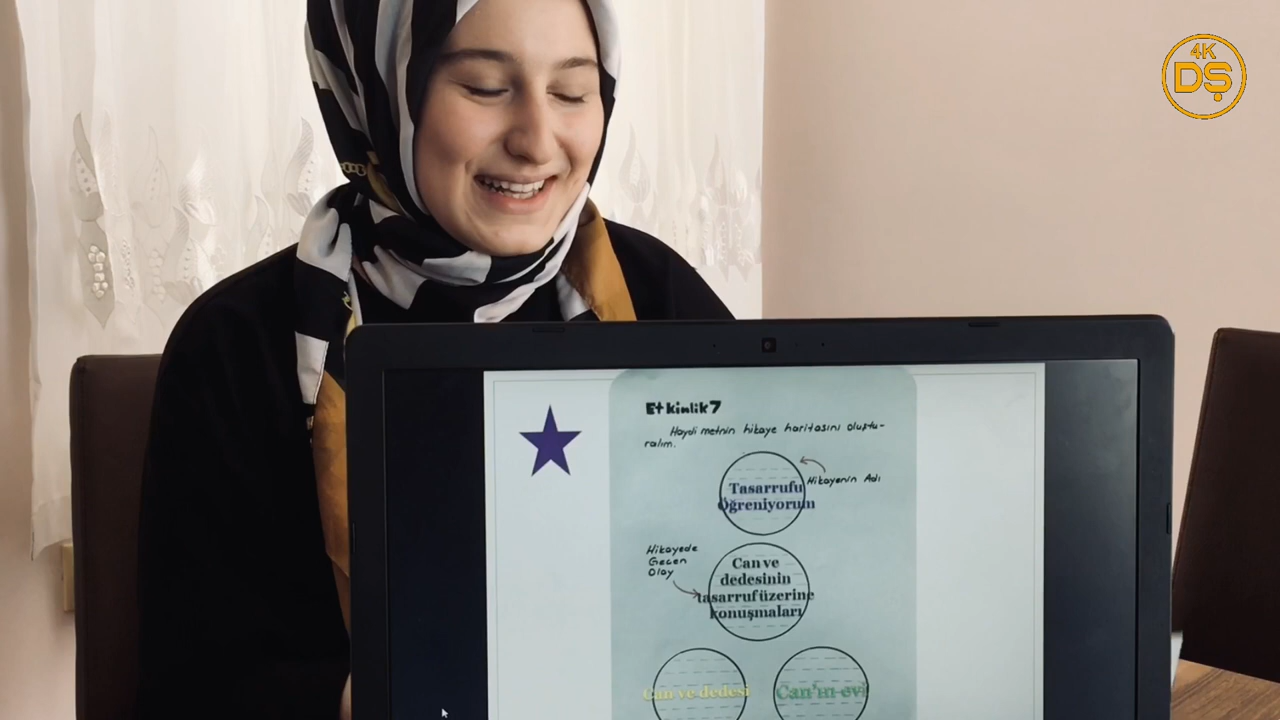 4K
DŞ
Etkinlik 7
Haydi metnin hikaye haritasını oluştu-
ralım.
Hikayenin Adı
Tasarrufu
Öğreniyorum
Hikayede
Geçen
Olay
Can ve
dedesinin
tasarruf üzerine
konuşmaları
Can ve dedesi
Can'ın evi